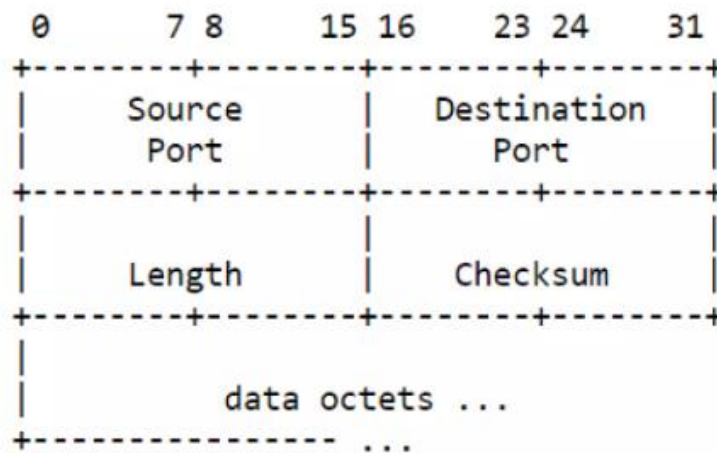 0 7 8 15 16 23 24 31
+--------+--------+--------+--------+
| Source | Destination |
| Port | Port |
+--------+--------+--------+--------+
| | |
| Length | Checksum |
+--------+--------+--------+--------+
|
| data octets ...
+---------------- ...